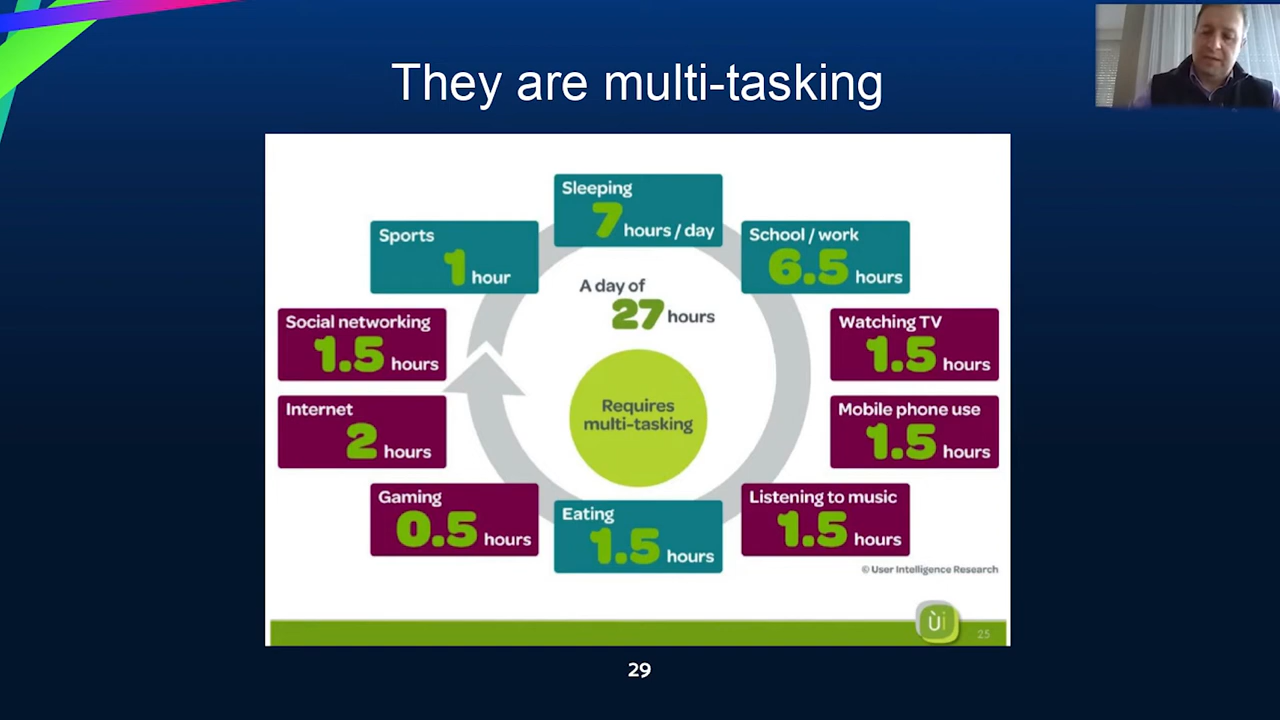 They are multi-tasking
Sleeping
7 hours / day
School / work
6.5 hours
Watching TV
1.5 hours
Mobile phone use
1.5 hours
Listening to music
1.5 hours
Eating
1.5 hours
Gaming
0.5 hours
Internet
2 hours
Social networking
1.5 hours
Sports
1 hour
A day of
27 hours
Requires
multi-tasking
© User Intelligence Research
Ùi
25
29